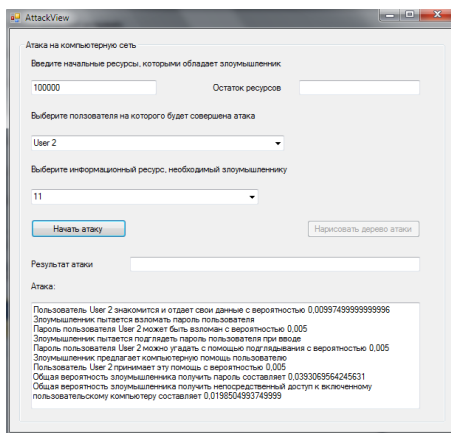 AttackView
Атака на компьютерную сеть
Введите начальные ресурсы, которыми обладает злоумышленник
100000
Остаток ресурсов
Выберите ползователя на которого будет совершена атака
User 2
Выберите информационный ресурс, необходимый злоумышленнику
11
Начать атаку
Нарисовать дерево атаки
Результат атаки
Атака:
Пользователь User 2 знакомится и отдает свои данные с вероятностью 0,00997499999999996
Злоумышленник пытается взломать пароль пользователя
Пароль пользователя User 2 может быть взломан с вероятностью 0,005
Злоумышленник пытается подглядеть пароль пользователя при вводе
Пароль пользователя User 2 можно угадать с помощью подглядывания с вероятностью 0,005
Злоумышленник предлагает компьютерную помощь пользователю
Пользователь User 2 принимает эту помощь с вероятностью 0,005
Общая вероятность злоумышленника получить пароль составляет 0,0393069564245631
Общая вероятность злоумышленника получить непосредственный доступ к включенному
пользовательскому компьютеру составляет 0,0198504993749999